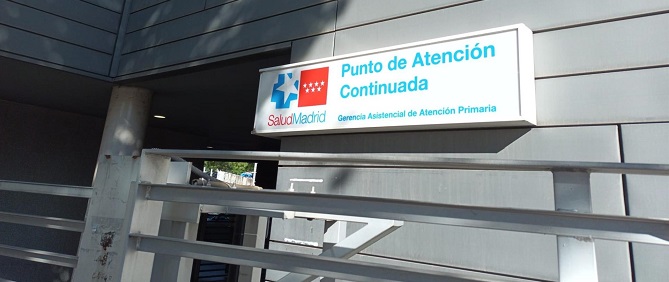 Punto de Atención
Continuada
SaludMadrid
Gerencia Asistencial de Atención Primaria